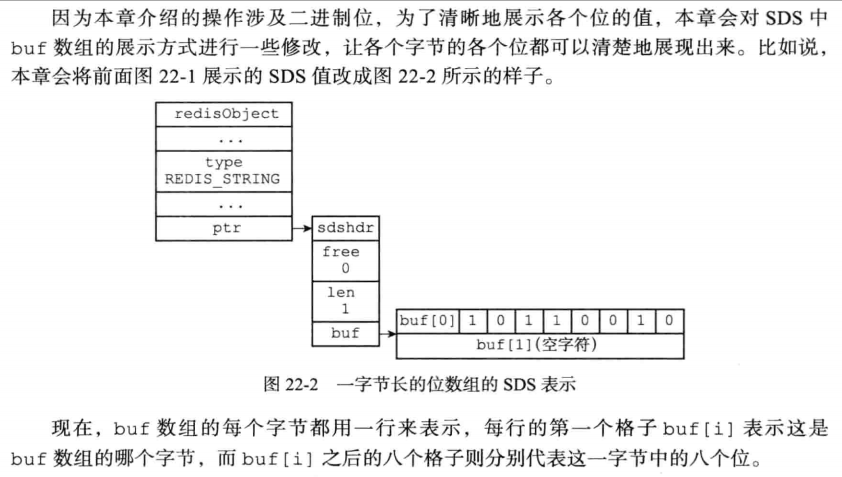 因为本章介绍的操作涉及二进制位，为了清晰地展示各个位的值，本章会对 SDS 中
buf 数组的展示方式进行一些修改，让各个字节的各个位都可以清楚地展现出来。比如说，
本章会将前面图 22-1 展示的 SDS 值改成图 22-2 所示的样子。
redisObject
...
type
REDIS_STRING
...
ptr
sdshdr
free
0
len
1
buf
buf[0] 1 0 1 1 0 0 1 0
buf[1](空字符)
图 22-2 一字节长的位数组的 SDS 表示
现在，buf 数组的每个字节都用一行来表示，每行的第一个格子 buf[i] 表示这是
buf 数组的哪个字节，而 buf[i] 之后的八个格子则分别代表这一字节中的八个位。